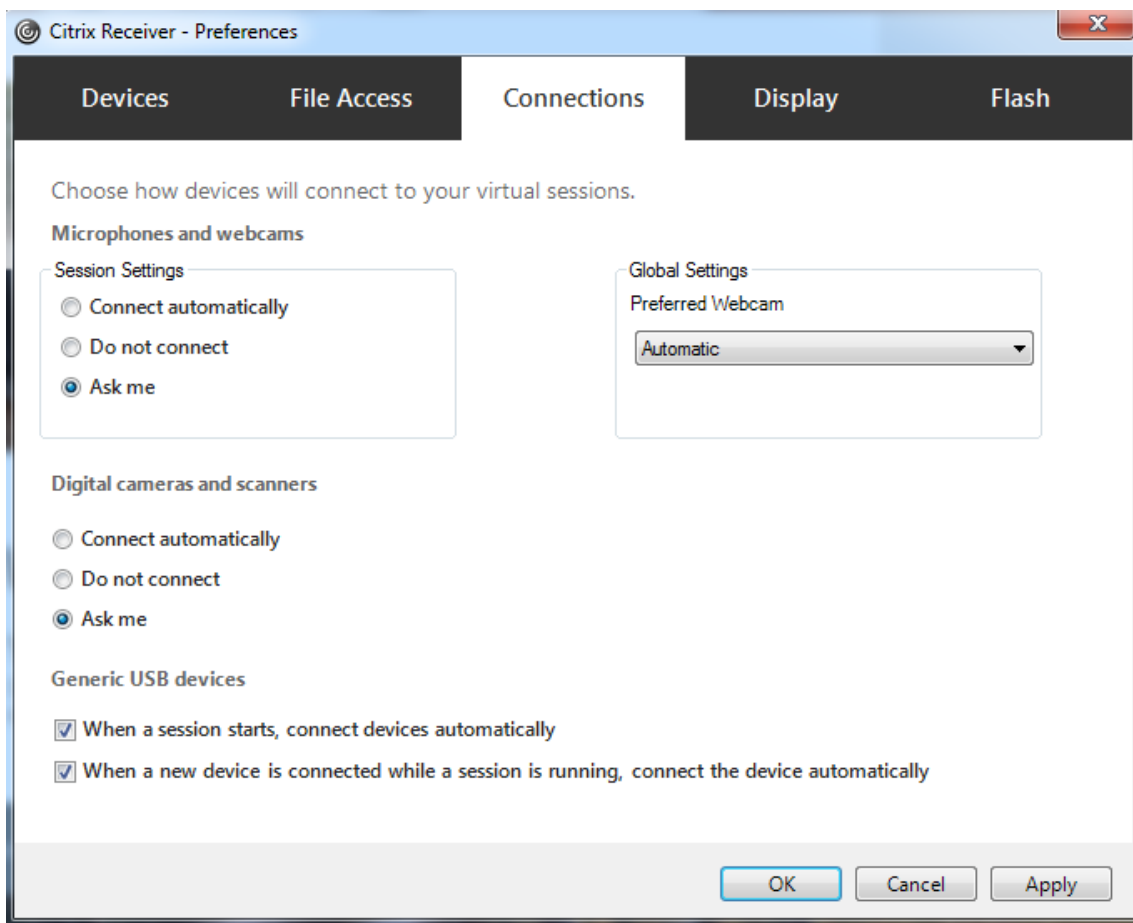 Citrix Receiver - Preferences
Devices File Access Connections Display Flash
Choose how devices will connect to your virtual sessions.
Microphones and webcams
Session Settings
Connect automatically
Do not connect
Ask me
Global Settings
Preferred Webcam
Automatic
Digital cameras and scanners
Connect automatically
Do not connect
Ask me
Generic USB devices
When a session starts, connect devices automatically
When a new device is connected while a session is running, connect the device automatically
OK Cancel Apply